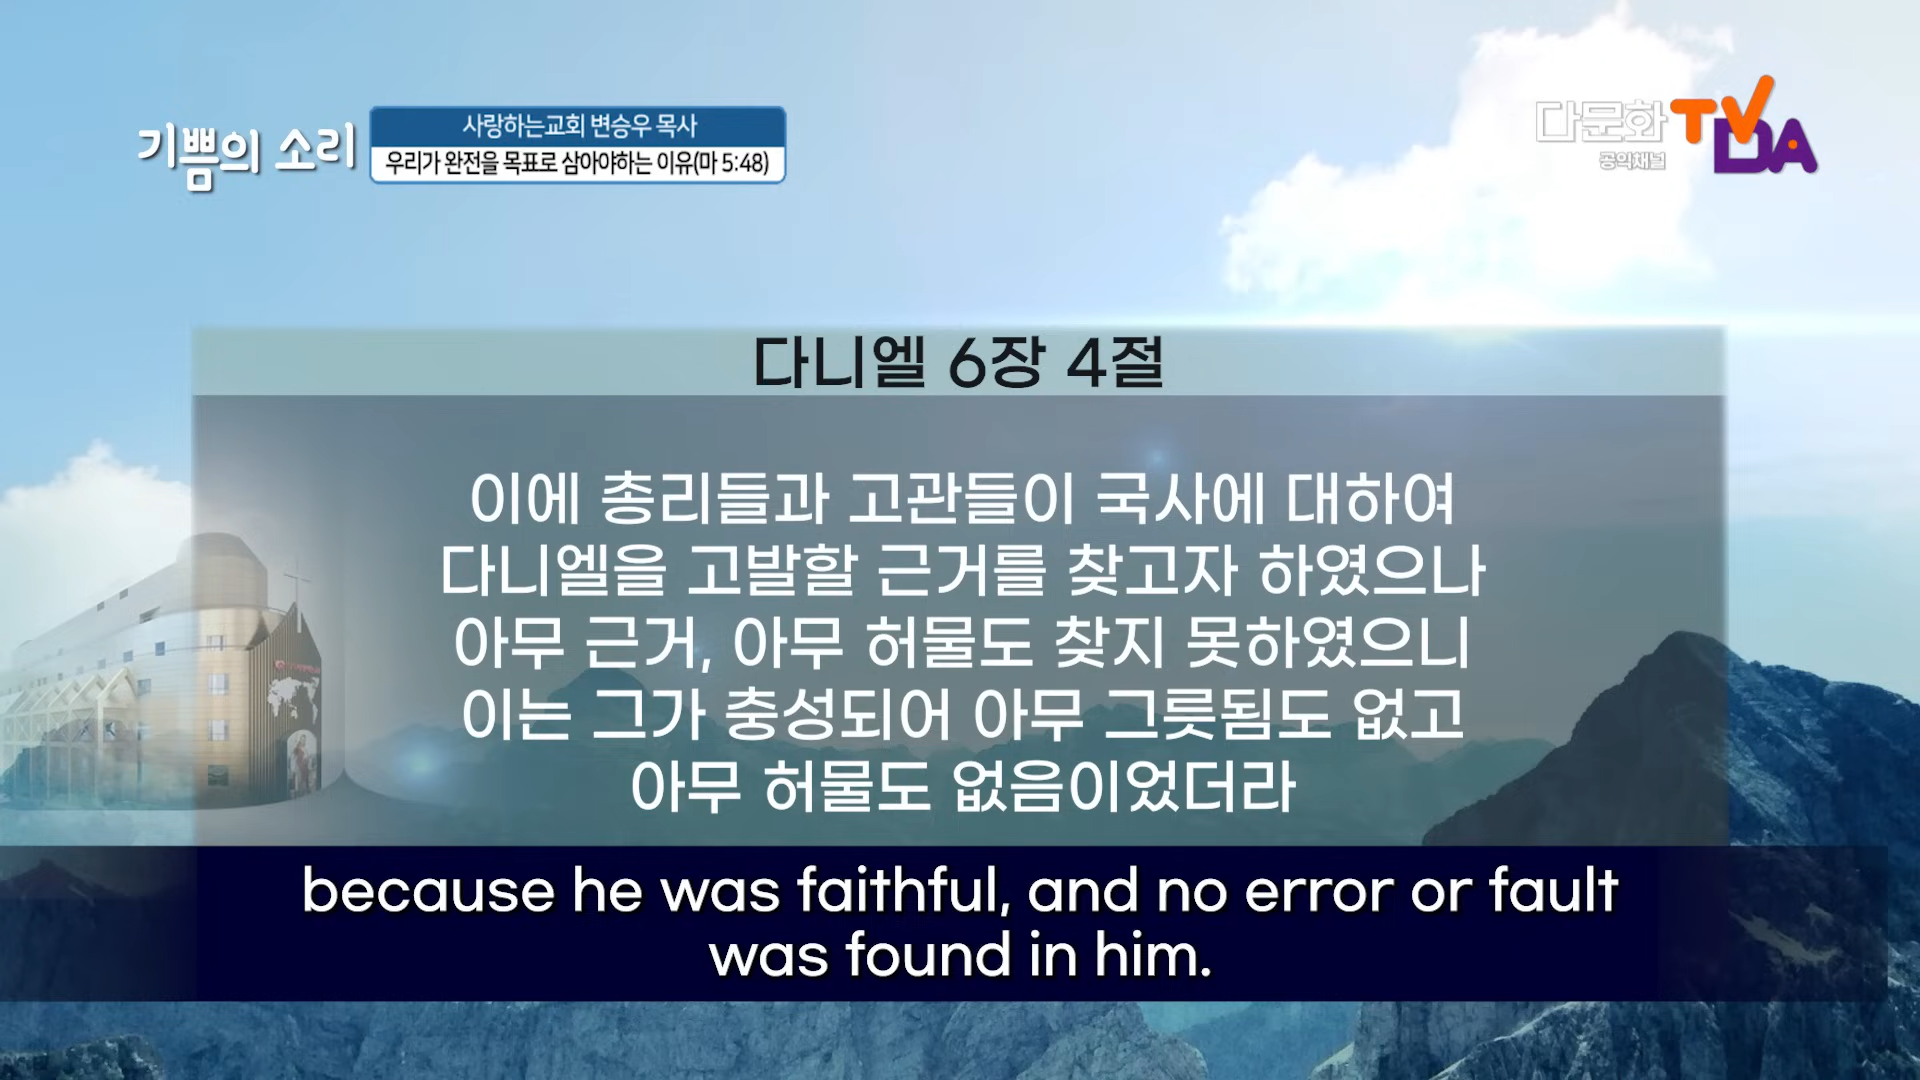 기쁨의 소리
사랑하는교회 변승우 목사
우리가 완전을 목표로 삼아야하는 이유(마 5:48)
다문화 TV
DA
공익채널
다니엘 6장 4절
이에 총리들과 고관들이 국사에 대하여
다니엘을 고발할 근거를 찾고자 하였으나
아무 근거, 아무 허물도 찾지 못하였으니
이는 그가 충성되어 아무 그릇됨도 없고
아무 허물도 없음이었더라
because he was faithful, and no error or fault
was found in him.